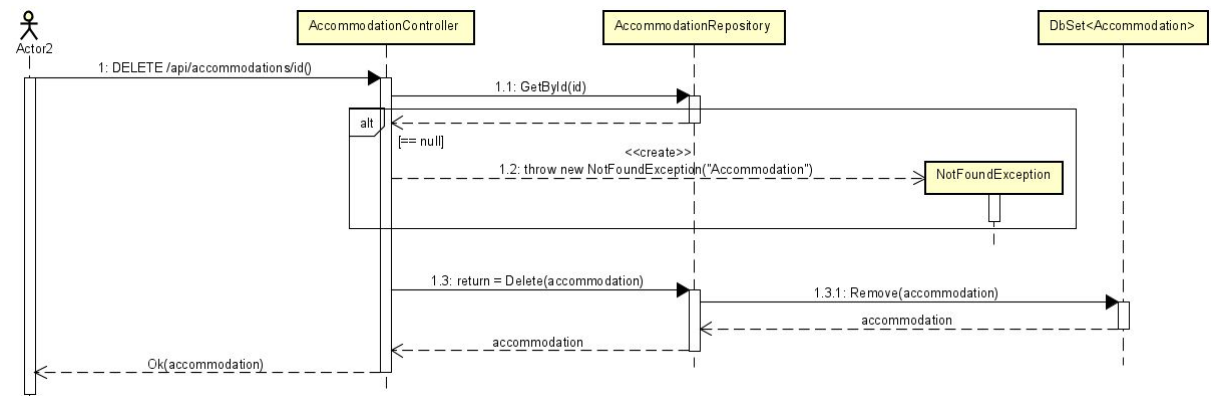 AccommodationController
AccommodationRepository
DbSet<Accommodation>
Actor2
1: DELETE /api/accommodations/id()
1.1: GetById(id)
alt
[== null]
<<create>>
1.2: throw new NotFoundException("Accommodation")
NotFoundException
1.3: return = Delete(accommodation)
1.3.1: Remove(accommodation)
accommodation
accommodation
Ok(accommodation)